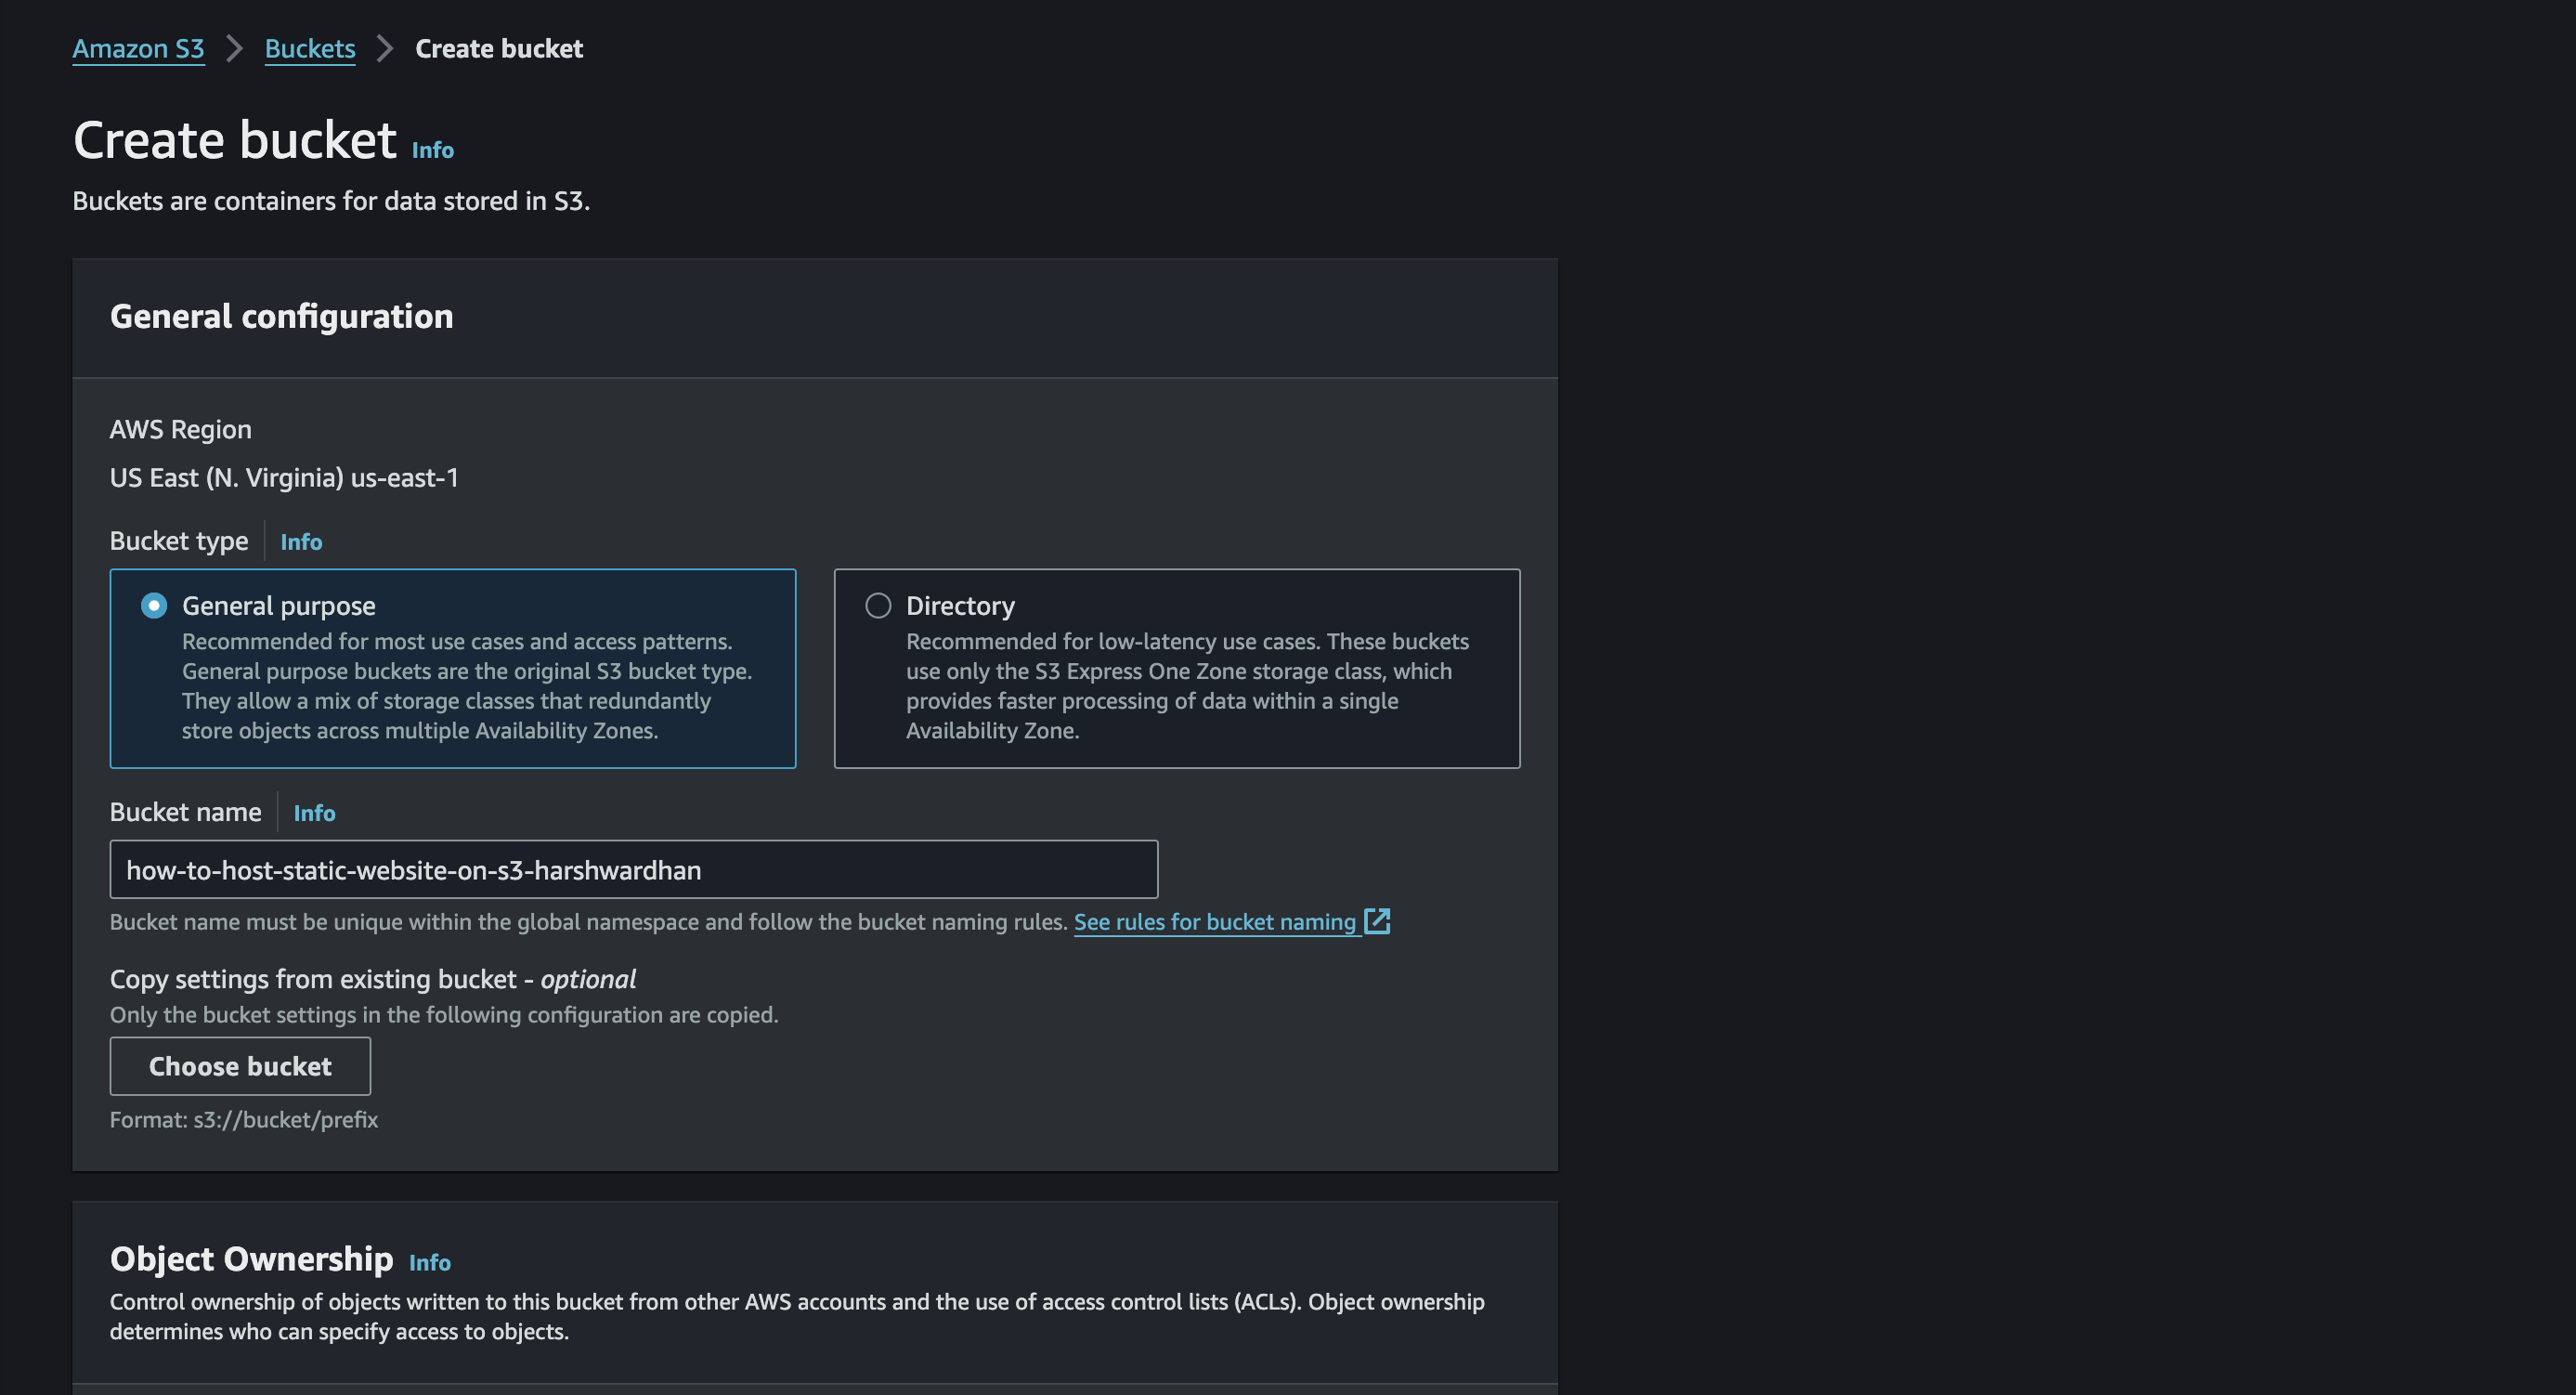 Amazon S3 > Buckets > Create bucket
Create bucket Info
Buckets are containers for data stored in S3.
General configuration
AWS Region
US East (N. Virginia) us-east-1
Bucket type Info
General purpose
Recommended for most use cases and access patterns.
General purpose buckets are the original S3 bucket type.
They allow a mix of storage classes that redundantly
store objects across multiple Availability Zones.
Directory
Recommended for low-latency use cases. These buckets
use only the S3 Express One Zone storage class, which
provides faster processing of data within a single
Availability Zone.
Bucket name Info
how-to-host-static-website-on-s3-harshwardhan
Bucket name must be unique within the global namespace and follow the bucket naming rules. See rules for bucket naming
Copy settings from existing bucket - optional
Only the bucket settings in the following configuration are copied.
Choose bucket
Format: s3://bucket/prefix
Object Ownership Info
Control ownership of objects written to this bucket from other AWS accounts and the use of access control lists (ACLs). Object ownership
determines who can specify access to objects.